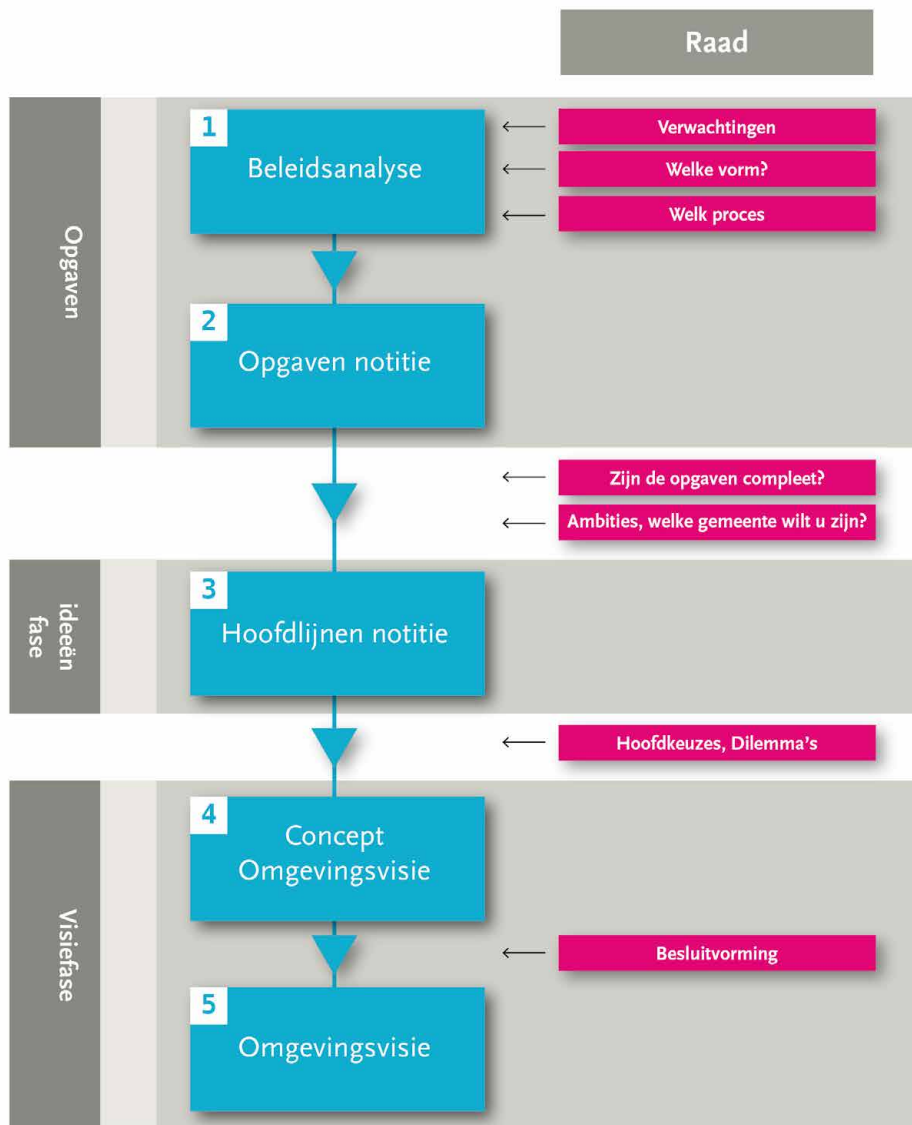 Raad
Opgaven
1
Beleidsanalyse
Verwachtingen
Welke vorm?
Welk proces
2
Opgaven notitie
Zijn de opgaven compleet?
Ambities, welke gemeente wilt u zijn?
ideeën
fase
3
Hoofdlijnen notitie
Hoofdkeuzes, Dilemma's
Visiefase
4
Concept
Omgevingsvisie
Besluitvorming
5
Omgevingsvisie